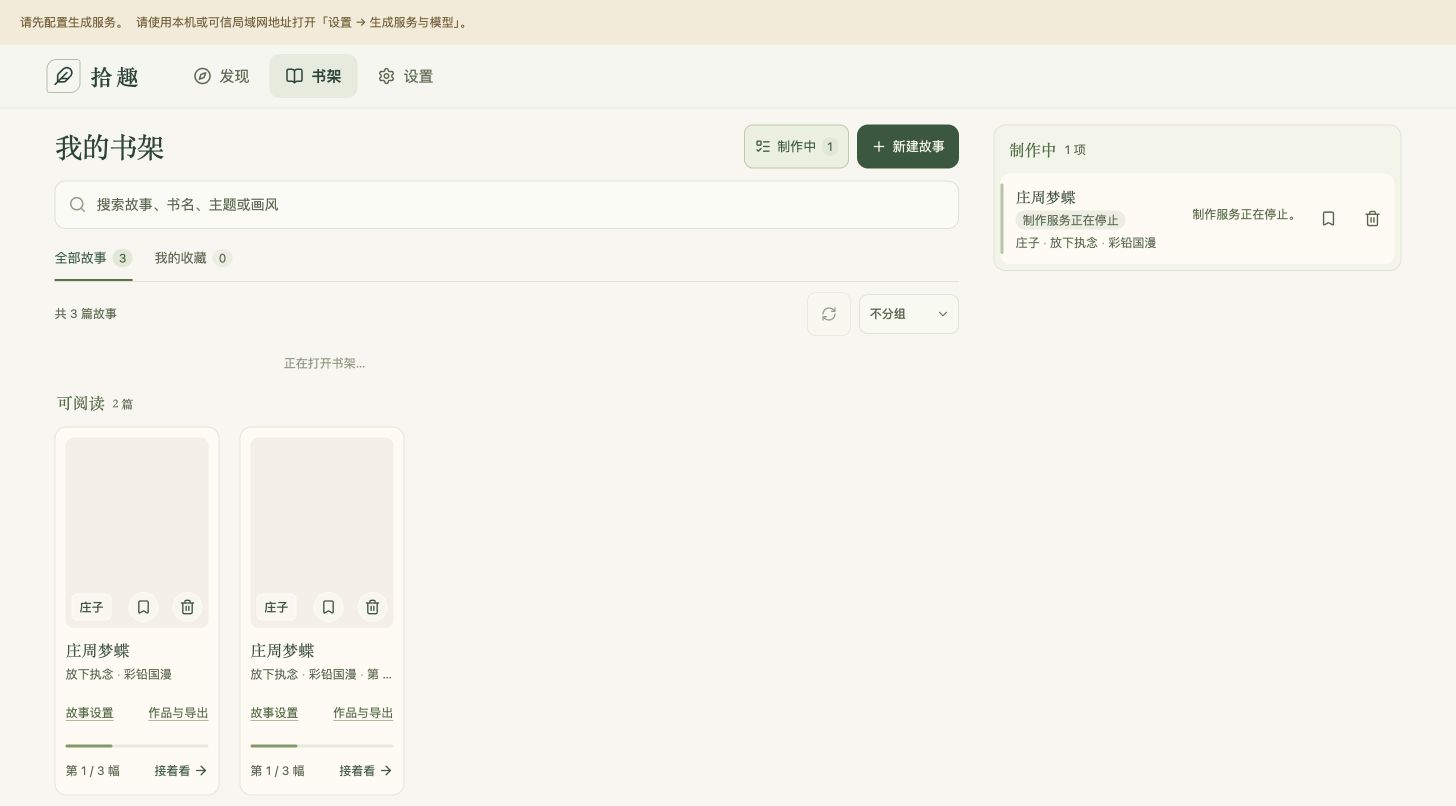 请先配置生成服务。 请使用本机或可信局域网地址打开「设置 → 生成服务与模型」。
拾趣
发现
书架
设置
我的书架
制作中 1
新建故事
搜索故事、书名、主题或画风
全部故事 3
我的收藏 0
共 3 篇故事
不分组
正在打开书架…
可阅读 2 篇
庄子
庄周梦蝶
放下执念 · 彩铅国漫
故事设置
作品与导出
第 1 / 3 幅
接着看 →
庄子
庄周梦蝶
放下执念 · 彩铅国漫 · 第 …
故事设置
作品与导出
第 1 / 3 幅
接着看 →
制作中 1 项
庄周梦蝶
制作服务正在停止
庄子 · 放下执念 · 彩铅国漫
制作服务正在停止。